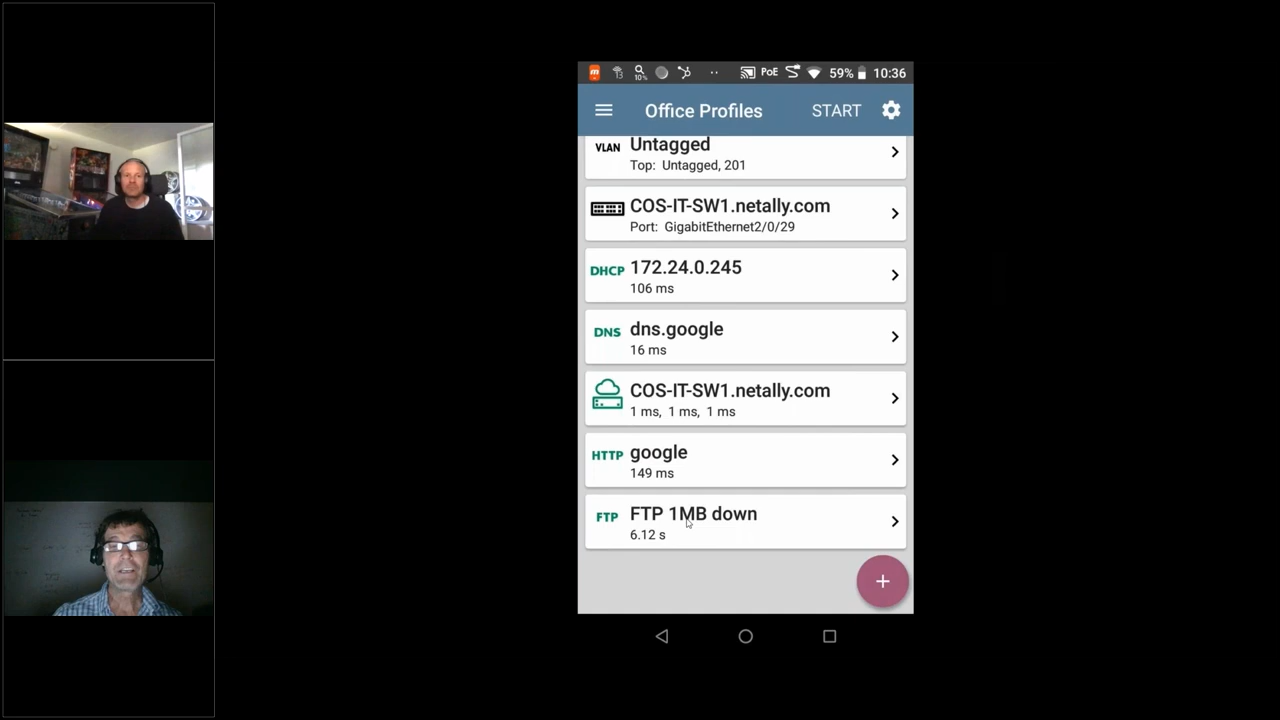 10%
PoE
59%
10:36
Office Profiles
START
VLAN
Untagged
Top: Untagged, 201
COS-IT-SW1.netally.com
Port: GigabitEthernet2/0/29
DHCP
172.24.0.245
106 ms
DNS
dns.google
16 ms
COS-IT-SW1.netally.com
1 ms, 1 ms, 1 ms
HTTP
google
149 ms
FTP
FTP 1MB down
6.12 s
+